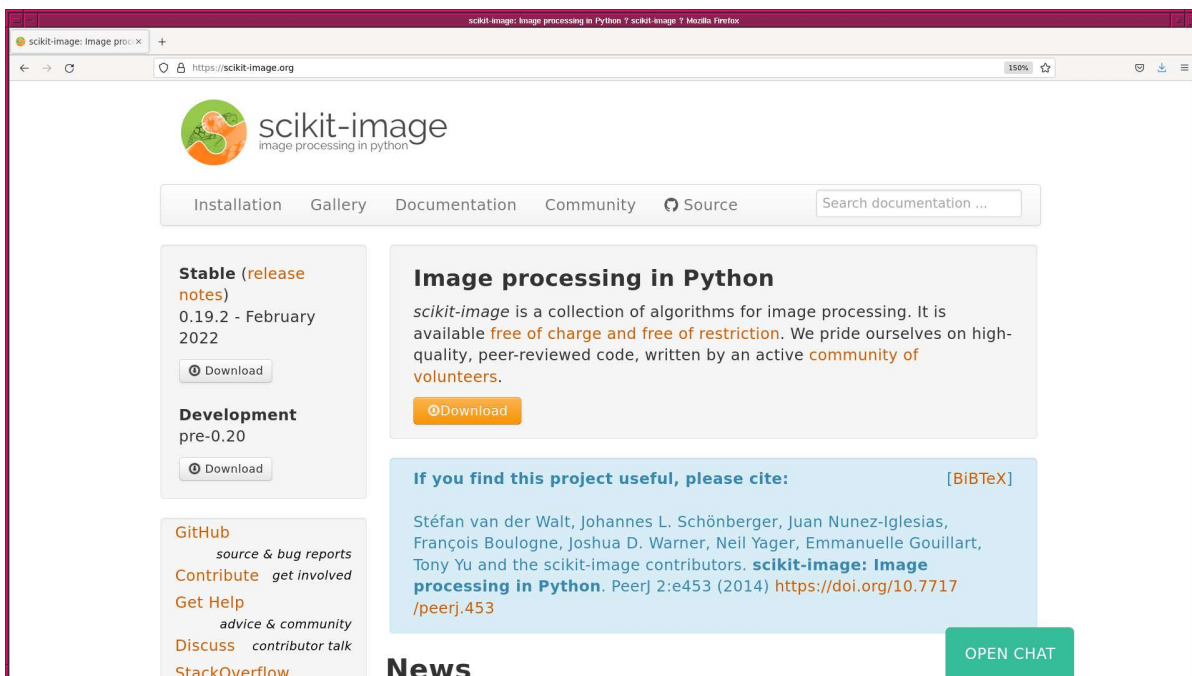 scikit-image: Image processing in Python ? scikit-image ? Mozilla Firefox
scikit-image: Image proc
https://scikit-image.org
150%
scikit-image
image processing in python
Installation Gallery Documentation Community Source
Search documentation ...
Stable (release
notes)
0.19.2 - February
2022
Download
Development
pre-0.20
Download
GitHub
source & bug reports
Contribute get involved
Get Help
advice & community
Discuss contributor talk
StackOverflow
Image processing in Python
scikit-image is a collection of algorithms for image processing. It is
available free of charge and free of restriction. We pride ourselves on high-
quality, peer-reviewed code, written by an active community of
volunteers.
Download
If you find this project useful, please cite: [BiBTeX]
Stéfan van der Walt, Johannes L. Schönberger, Juan Nunez-Iglesias,
François Boulogne, Joshua D. Warner, Neil Yager, Emmanuelle Gouillart,
Tony Yu and the scikit-image contributors. scikit-image: Image
processing in Python. PeerJ 2:e453 (2014) https://doi.org/10.7717
/peerj.453
News
OPEN CHAT